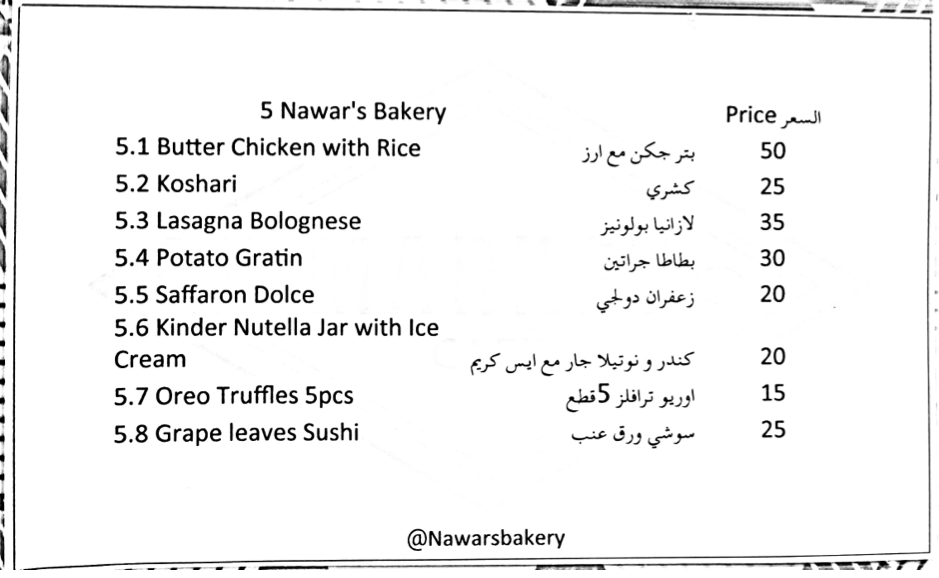 5 Nawar's Bakery Price السعر
5.1 Butter Chicken with Rice بتر جكن مع ارز 50
5.2 Koshari كشري 25
5.3 Lasagna Bolognese لازانيا بولونيز 35
5.4 Potato Gratin بطاطا جراتين 30
5.5 Saffaron Dolce زعفران دولجي 20
5.6 Kinder Nutella Jar with Ice
Cream كندر و نوتيلا جار مع ايس كريم 20
5.7 Oreo Truffles 5pcs اوريو ترافلز 5قطع 15
5.8 Grape leaves Sushi سوشي ورق عنب 25
@Nawarsbakery